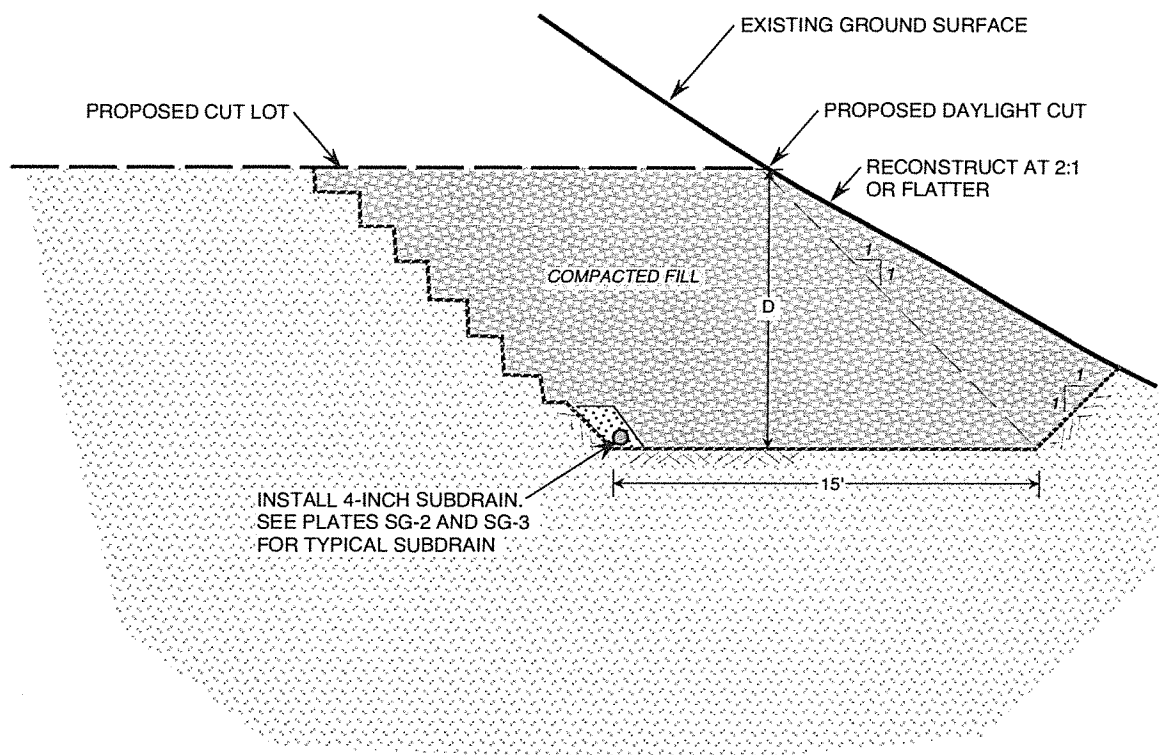 EXISTING GROUND SURFACE
PROPOSED CUT LOT
PROPOSED DAYLIGHT CUT
RECONSTRUCT AT 2:1
OR FLATTER
1
1
COMPACTED FILL
D
1
1
15'
INSTALL 4-INCH SUBDRAIN.
SEE PLATES SG-2 AND SG-3
FOR TYPICAL SUBDRAIN